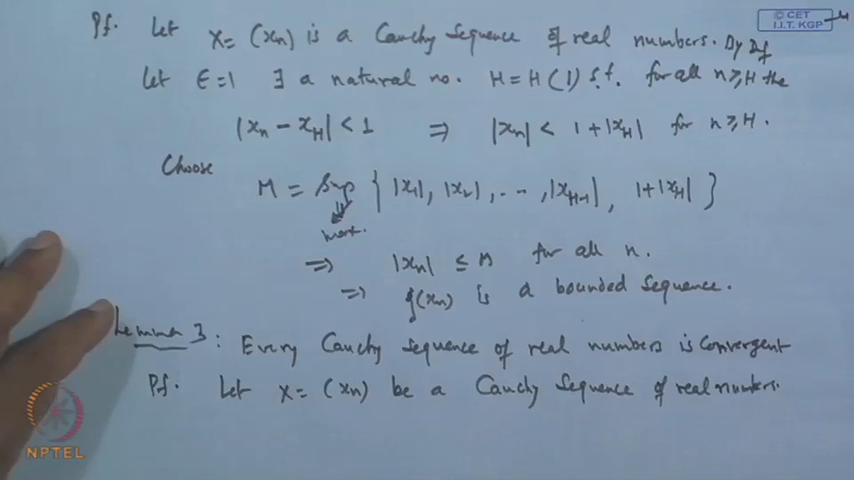 © CET
I.I.T. KGP
Pf. Let X = (xn) is a Cauchy Sequence of real numbers. By Df
Let ϵ=1 ∃ a natural no. H = H(1) s.t. for all n ≥ H the
|xn - xH| < 1 ⇒ |xn| < 1 + |xH| for n ≥ H.
Choose
M = Sup { |x1|, |x2|, ..., |xH-1|, 1+|xH| }
⇒ |xn| ≤ M for all n.
⇒ (xn) is a bounded sequence.
Lemma 3: Every Cauchy sequence of real numbers is convergent
Pf. Let X = (xn) be a Cauchy Sequence of real numbers.
NPTEL